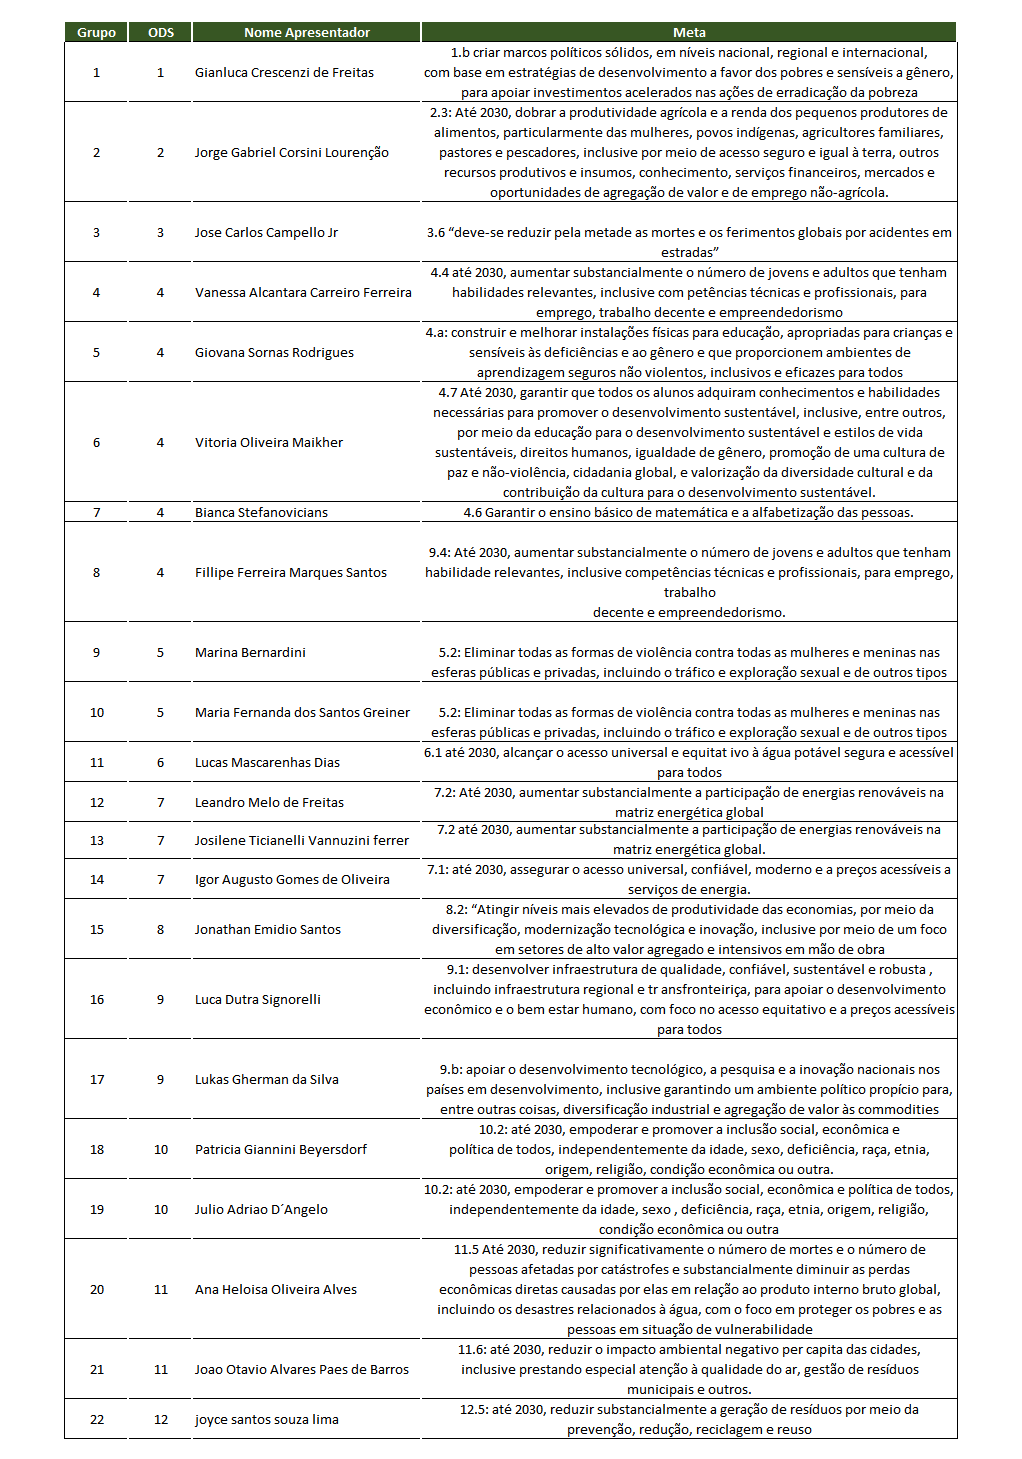 Grupo ODS Nome Apresentador Meta
1.b criar marcos políticos sólidos, em níveis nacional, regional e internacional,
1 1 Gianluca Crescenzi de Freitas com base em estratégias de desenvolvimento a favor dos pobres e sensíveis a gênero,
para apoiar investimentos acelerados nas ações de erradicação da pobreza
2.3: Até 2030, dobrar a produtividade agrícola e a renda dos pequenos produtores de
alimentos, particularmente das mulheres, povos indígenas, agricultores familiares,
2 2 Jorge Gabriel Corsini Lourenção pastores e pescadores, inclusive por meio de acesso seguro e igual à terra, outros
recursos produtivos e insumos, conhecimento, serviços financeiros, mercados e
oportunidades de agregação de valor e de emprego não-agrícola.
3 3 Jose Carlos Campello Jr 3.6 “deve-se reduzir pela metade as mortes e os ferimentos globais por acidentes em
estradas”
4.4 até 2030, aumentar substancialmente o número de jovens e adultos que tenham
4 4 Vanessa Alcantara Carreiro Ferreira habilidades relevantes, inclusive com petências técnicas e profissionais, para
emprego, trabalho decente e empreendedorismo
4.a: construir e melhorar instalações físicas para educação, apropriadas para crianças e
5 4 Giovana Sornas Rodrigues sensíveis às deficiências e ao gênero e que proporcionem ambientes de
aprendizagem seguros não violentos, inclusivos e eficazes para todos
4.7 Até 2030, garantir que todos os alunos adquiram conhecimentos e habilidades
necessárias para promover o desenvolvimento sustentável, inclusive, entre outros,
por meio da educação para o desenvolvimento sustentável e estilos de vida
6 4 Vitoria Oliveira Maikher sustentáveis, direitos humanos, igualdade de gênero, promoção de uma cultura de
paz e não-violência, cidadania global, e valorização da diversidade cultural e da
contribuição da cultura para o desenvolvimento sustentável.
7 4 Bianca Stefanovicians 4.6 Garantir o ensino básico de matemática e a alfabetização das pessoas.
9.4: Até 2030, aumentar substancialmente o número de jovens e adultos que tenham
8 4 Fillipe Ferreira Marques Santos habilidade relevantes, inclusive competências técnicas e profissionais, para emprego,
trabalho
decente e empreendedorismo.
9 5 Marina Bernardini 5.2: Eliminar todas as formas de violência contra todas as mulheres e meninas nas
esferas públicas e privadas, incluindo o tráfico e exploração sexual e de outros tipos
10 5 Maria Fernanda dos Santos Greiner 5.2: Eliminar todas as formas de violência contra todas as mulheres e meninas nas
esferas públicas e privadas, incluindo o tráfico e exploração sexual e de outros tipos
11 6 Lucas Mascarenhas Dias 6.1 até 2030, alcançar o acesso universal e equitat ivo à água potável segura e acessível
para todos
12 7 Leandro Melo de Freitas 7.2: Até 2030, aumentar substancialmente a participação de energias renováveis na
matriz energética global
13 7 Josilene Ticianelli Vannuzini ferrer 7.2 até 2030, aumentar substancialmente a participação de energias renováveis na
matriz energética global.
14 7 Igor Augusto Gomes de Oliveira 7.1: até 2030, assegurar o acesso universal, confiável, moderno e a preços acessíveis a
serviços de energia.
8.2: “Atingir níveis mais elevados de produtividade das economias, por meio da
15 8 Jonathan Emidio Santos diversificação, modernização tecnológica e inovação, inclusive por meio de um foco
em setores de alto valor agregado e intensivos em mão de obra
9.1: desenvolver infraestrutura de qualidade, confiável, sustentável e robusta ,
16 9 Luca Dutra Signorelli incluindo infraestrutura regional e tr ansfronteiriça, para apoiar o desenvolvimento
econômico e o bem estar humano, com foco no acesso equitativo e a preços acessíveis
para todos
17 9 Lukas Gherman da Silva 9.b: apoiar o desenvolvimento tecnológico, a pesquisa e a inovação nacionais nos
países em desenvolvimento, inclusive garantindo um ambiente político propício para,
entre outras coisas, diversificação industrial e agregação de valor às commodities
10.2: até 2030, empoderar e promover a inclusão social, econômica e
18 10 Patricia Giannini Beyersdorf política de todos, independentemente da idade, sexo, deficiência, raça, etnia,
origem, religião, condição econômica ou outra.
10.2: até 2030, empoderar e promover a inclusão social, econômica e política de todos,
19 10 Julio Adriao D´Angelo independentemente da idade, sexo , deficiência, raça, etnia, origem, religião,
condição econômica ou outra
11.5 Até 2030, reduzir significativamente o número de mortes e o número de
pessoas afetadas por catástrofes e substancialmente diminuir as perdas
20 11 Ana Heloisa Oliveira Alves econômicas diretas causadas por elas em relação ao produto interno bruto global,
incluindo os desastres relacionados à água, com o foco em proteger os pobres e as
pessoas em situação de vulnerabilidade
11.6: até 2030, reduzir o impacto ambiental negativo per capita das cidades,
21 11 Joao Otavio Alvares Paes de Barros inclusive prestando especial atenção à qualidade do ar, gestão de resíduos
municipais e outros.
22 12 joyce santos souza lima 12.5: até 2030, reduzir substancialmente a geração de resíduos por meio da
prevenção, redução, reciclagem e reuso